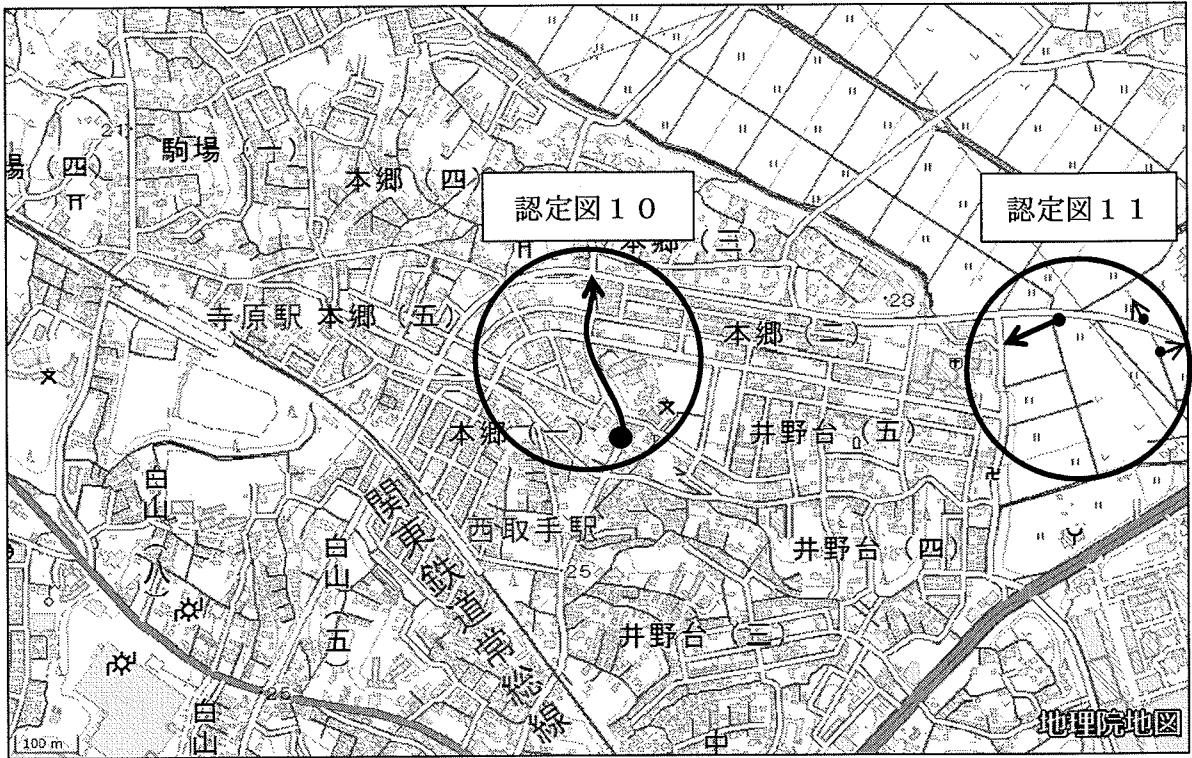 21
駒場（一）
場（四）
本郷（四）
認定図１０
認定図１１
本郷（三）
寺原駅
本郷（五）
本郷（二）
本郷（一）
井野台（五）
白山（八）
白山（五）
関東鉄道常総線
西取手駅
25
井野台（四）
井野台（三）
25
白山
中
地理院地図
100 m